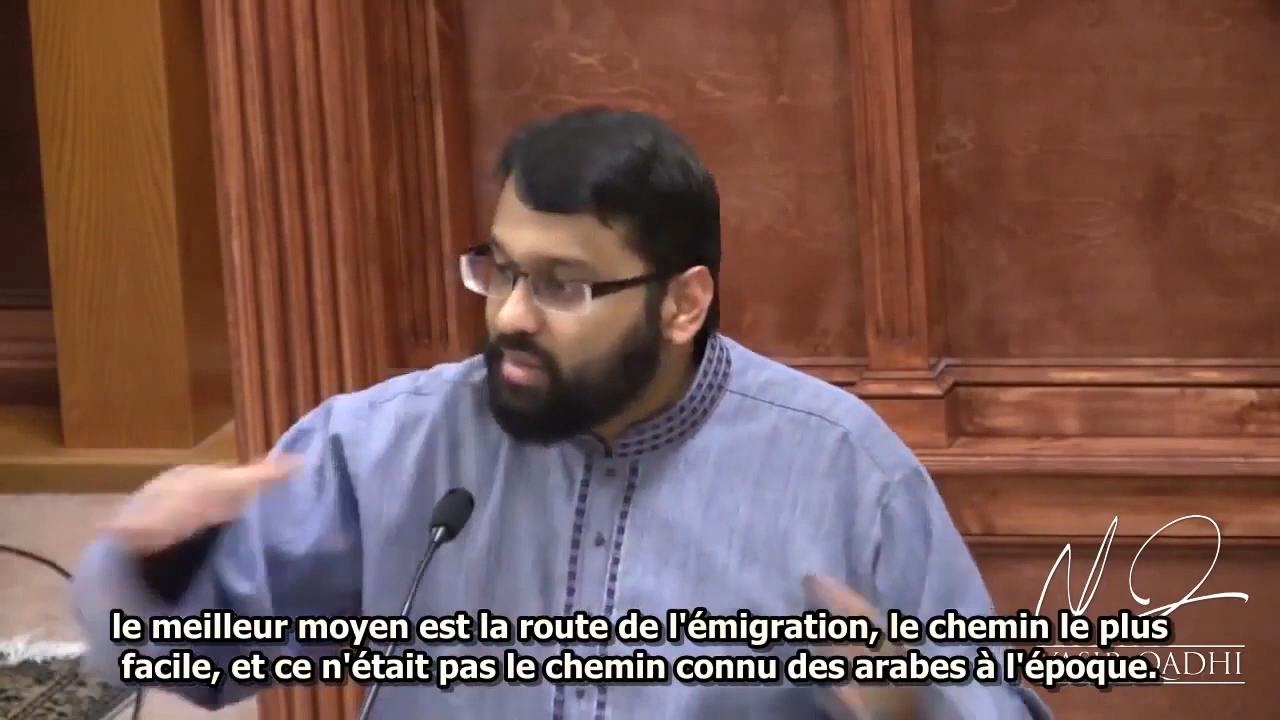 le meilleur moyen est la route de l'émigration, le chemin le plus
facile, et ce n'était pas le chemin connu des arabes à l'époque.
QADHI